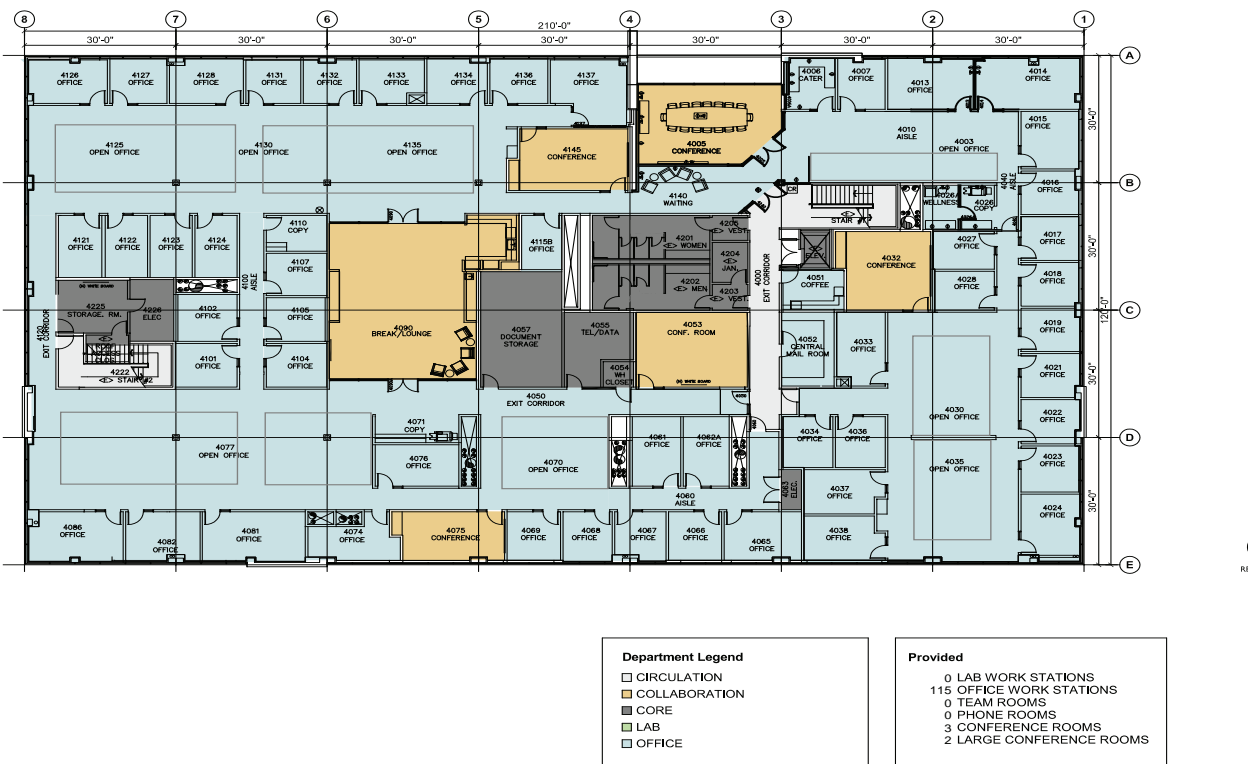 8 7 6 5 4 3 2 1
210'-0"
30'-0" 30'-0" 30'-0" 30'-0" 30'-0" 30'-0" 30'-0"
A
B
C
D
E
30'-0"
30'-0"
30'-0"
30'-0"
120'-0"
4126
OFFICE
4127
OFFICE
4128
OFFICE
4131
OFFICE
4132
OFFICE
4133
OFFICE
4134
OFFICE
4136
OFFICE
4137
OFFICE
4006
CATER
4007
OFFICE
4013
OFFICE
4014
OFFICE
4125
OPEN OFFICE
4130
OPEN OFFICE
4135
OPEN OFFICE
4145
CONFERENCE
4005
CONFERENCE
4010
AISLE
4003
OPEN OFFICE
4015
OFFICE
4040
AISLE
4016
OFFICE
4140
WAITING
4026A
WELLNESS
4026
COPY
4121
OFFICE
4122
OFFICE
4123
OFFICE
4124
OFFICE
4110
COPY
4107
OFFICE
4100
AISLE
4115B
OFFICE
4205
VEST.
4201
WOMEN
4204
JAN.
4202
MEN
4203
VEST.
4000
EXIT CORRIDOR
ELEV.
4051
COFFEE
4032
CONFERENCE
4027
OFFICE
4028
OFFICE
4017
OFFICE
4018
OFFICE
4225
STORAGE. RM.
4226
ELEC
4102
OFFICE
4105
OFFICE
4090
BREAK/LOUNGE
4057
DOCUMENT
STORAGE
4055
TEL/DATA
4054
WH
CLOSET
4053
CONF. ROOM
4052
CENTRAL
MAIL ROOM
4033
OFFICE
4019
OFFICE
4120
EXIT CORRIDOR
4222
STAIR #2
4101
OFFICE
4104
OFFICE
4021
OFFICE
4050
EXIT CORRIDOR
4030
OPEN OFFICE
4022
OFFICE
4077
OPEN OFFICE
4071
COPY
4076
OFFICE
4070
OPEN OFFICE
4061
OFFICE
4062A
OFFICE
4034
OFFICE
4036
OFFICE
4035
OPEN OFFICE
4023
OFFICE
4060
AISLE
4063
ELEC.
4037
OFFICE
4024
OFFICE
4086
OFFICE
4082
OFFICE
4081
OFFICE
4074
OFFICE
4075
CONFERENCE
4069
OFFICE
4068
OFFICE
4067
OFFICE
4066
OFFICE
4065
OFFICE
4038
OFFICE
Department Legend
CIRCULATION
COLLABORATION
CORE
LAB
OFFICE
Provided
0 LAB WORK STATIONS
115 OFFICE WORK STATIONS
0 TEAM ROOMS
0 PHONE ROOMS
3 CONFERENCE ROOMS
2 LARGE CONFERENCE ROOMS